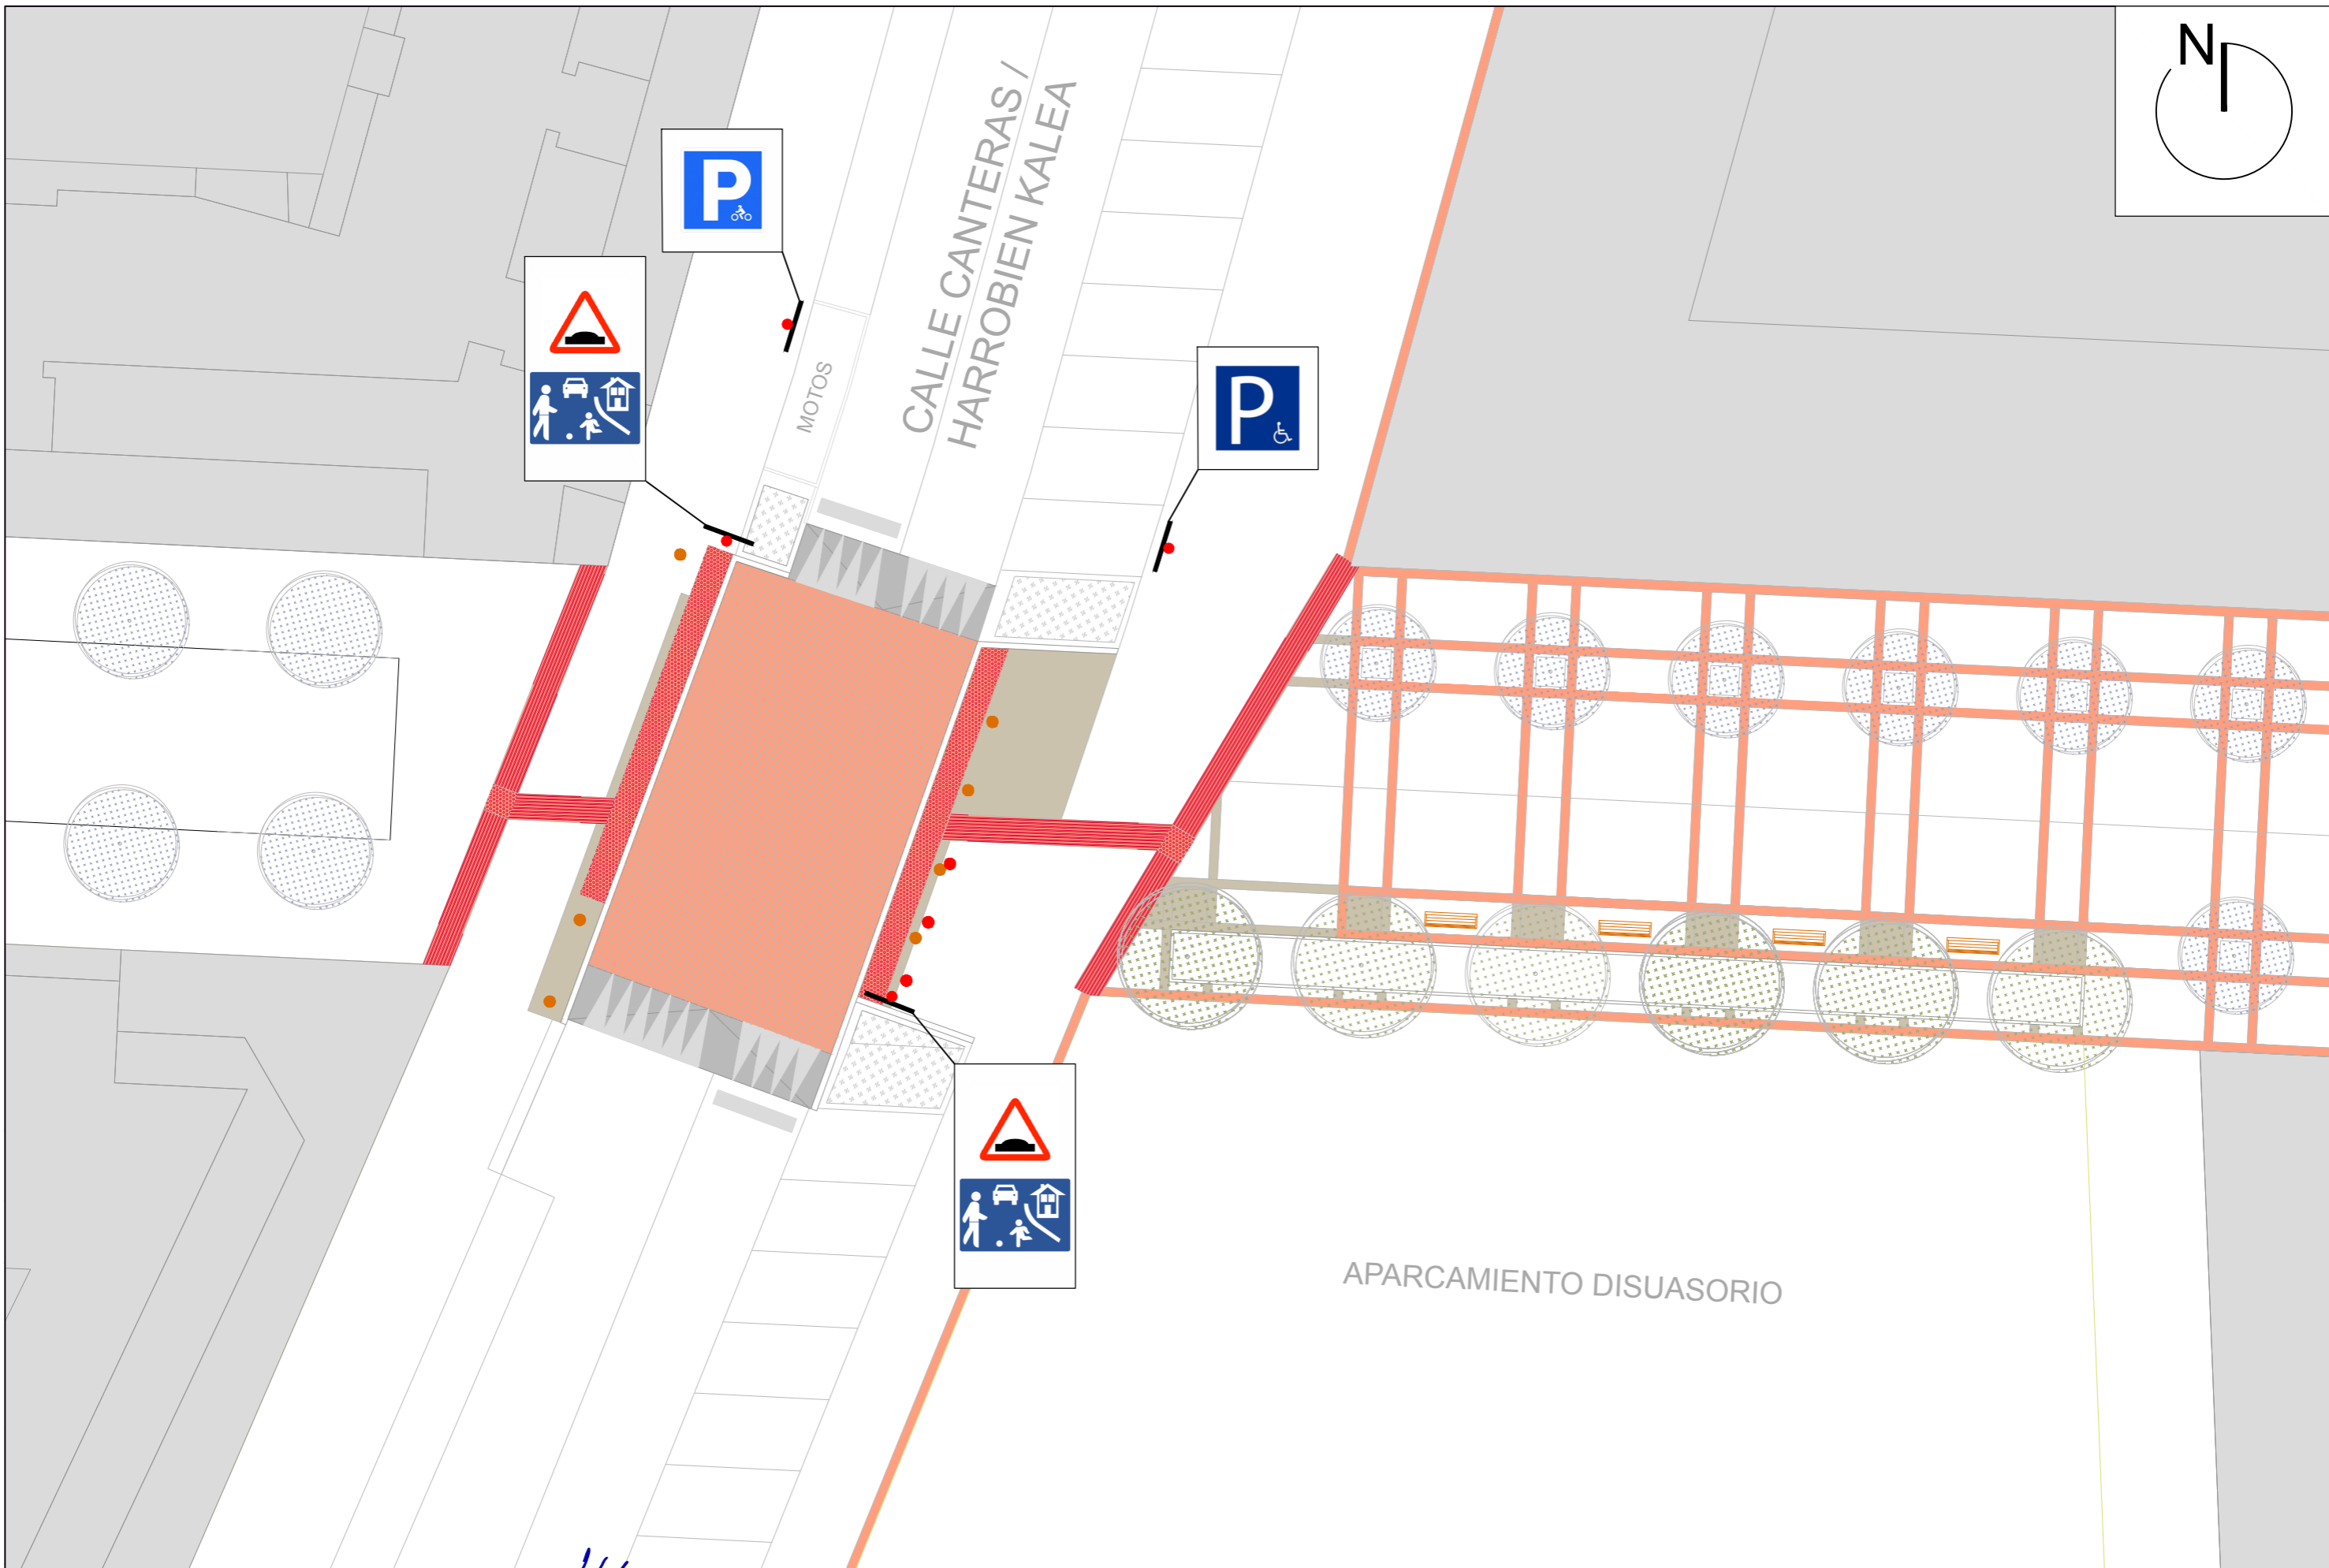 N
P
CALLE CANTERAS /
HARROBIEN KALEA
MOTOS
P
APARCAMIENTO DISUASORIO